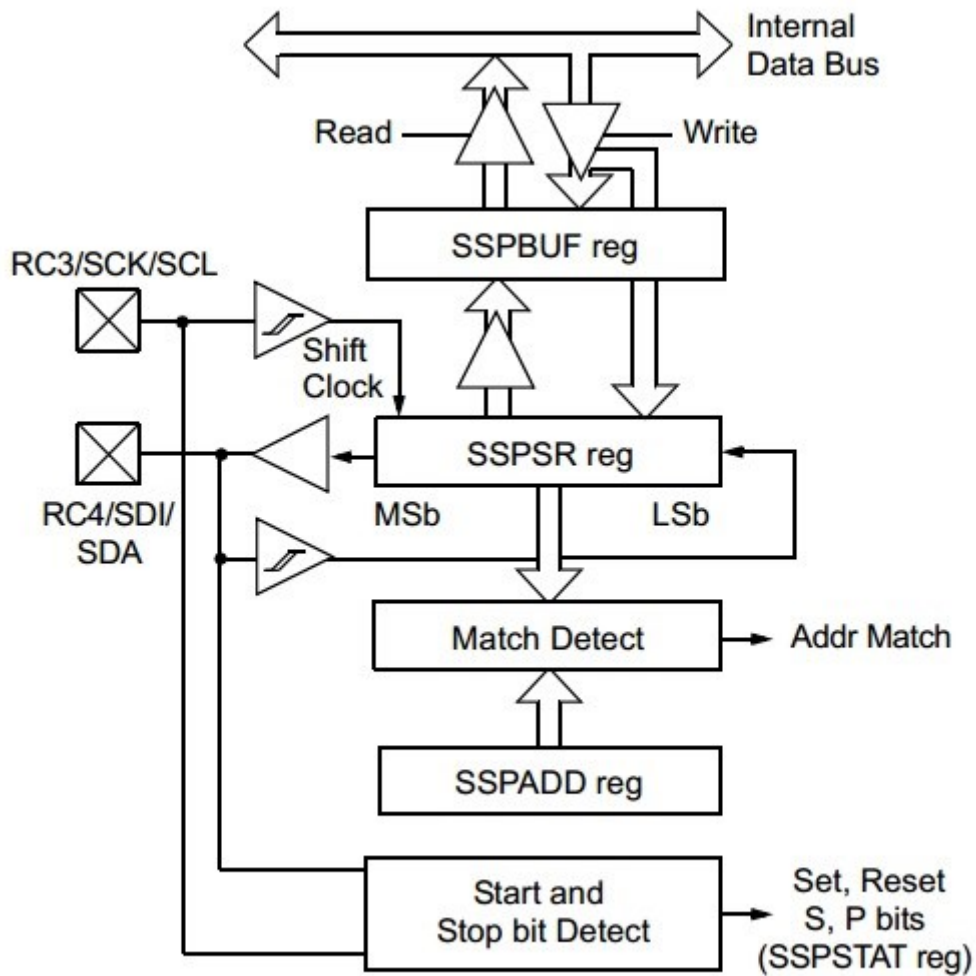 Internal
Data Bus
Read
Write
SSPBUF reg
RC3/SCK/SCL
Shift
Clock
SSPSR reg
MSb
LSb
RC4/SDI/
SDA
Match Detect
Addr Match
SSPADD reg
Start and
Stop bit Detect
Set, Reset
S, P bits
(SSPSTAT reg)